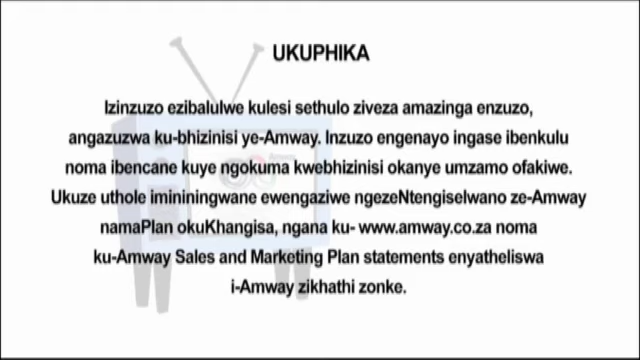 UKUPHIKA
Izinzuzo ezibalulwe kulesi sethulo ziveza amazinga enzuzo,
angazuzwa ku-bhizinisi ye-Amway. Inzuzo engenayo ingase ibenkulu
noma ibencane kuye ngokuma kwebhizinisi okanye umzamo ofakiwe.
Ukuze uthole imininingwane ewengaziwe ngezeNtengiselwano ze-Amway
namaPlan okuKhangisa, ngana ku- www.amway.co.za noma
ku-Amway Sales and Marketing Plan statements enyatheliswa
i-Amway zikhathi zonke.